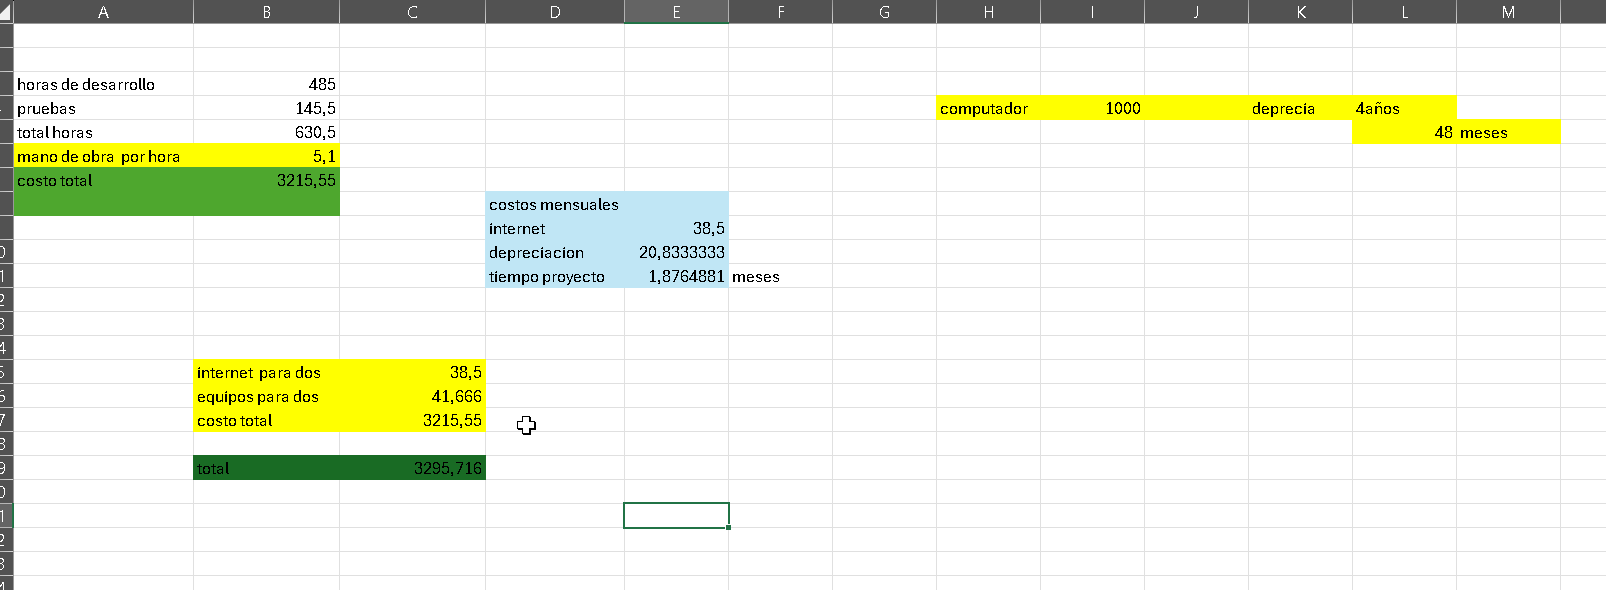 A B C D E F G H I J K L M
horas de desarrollo 485
pruebas 145,5 computador 1000 deprecia 4años
total horas 630,5 48 meses
mano de obra por hora 5,1
costo total 3215,55
costos mensuales
internet 38,5
0 depreciacion 20,8333333
1 tiempo proyecto 1,8764881 meses
2
3
4
5 internet para dos 38,5
6 equipos para dos 41,666
7 costo total 3215,55
8
9 total 3295,716
0
1
2
3
4